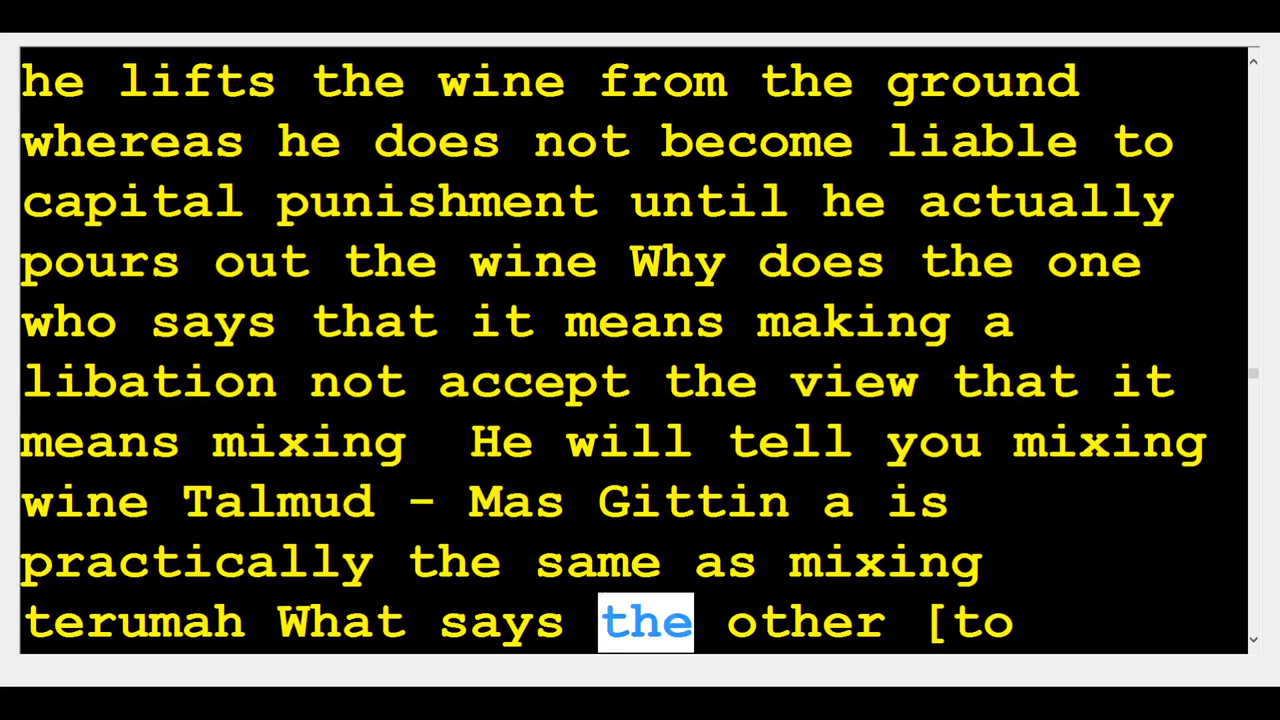 he lifts the wine from the ground
whereas he does not become liable to
capital punishment until he actually
pours out the wine Why does the one
who says that it means making a
libation not accept the view that it
means mixing  He will tell you mixing
wine Talmud - Mas Gittin a is
practically the same as mixing
terumah What says the other [to